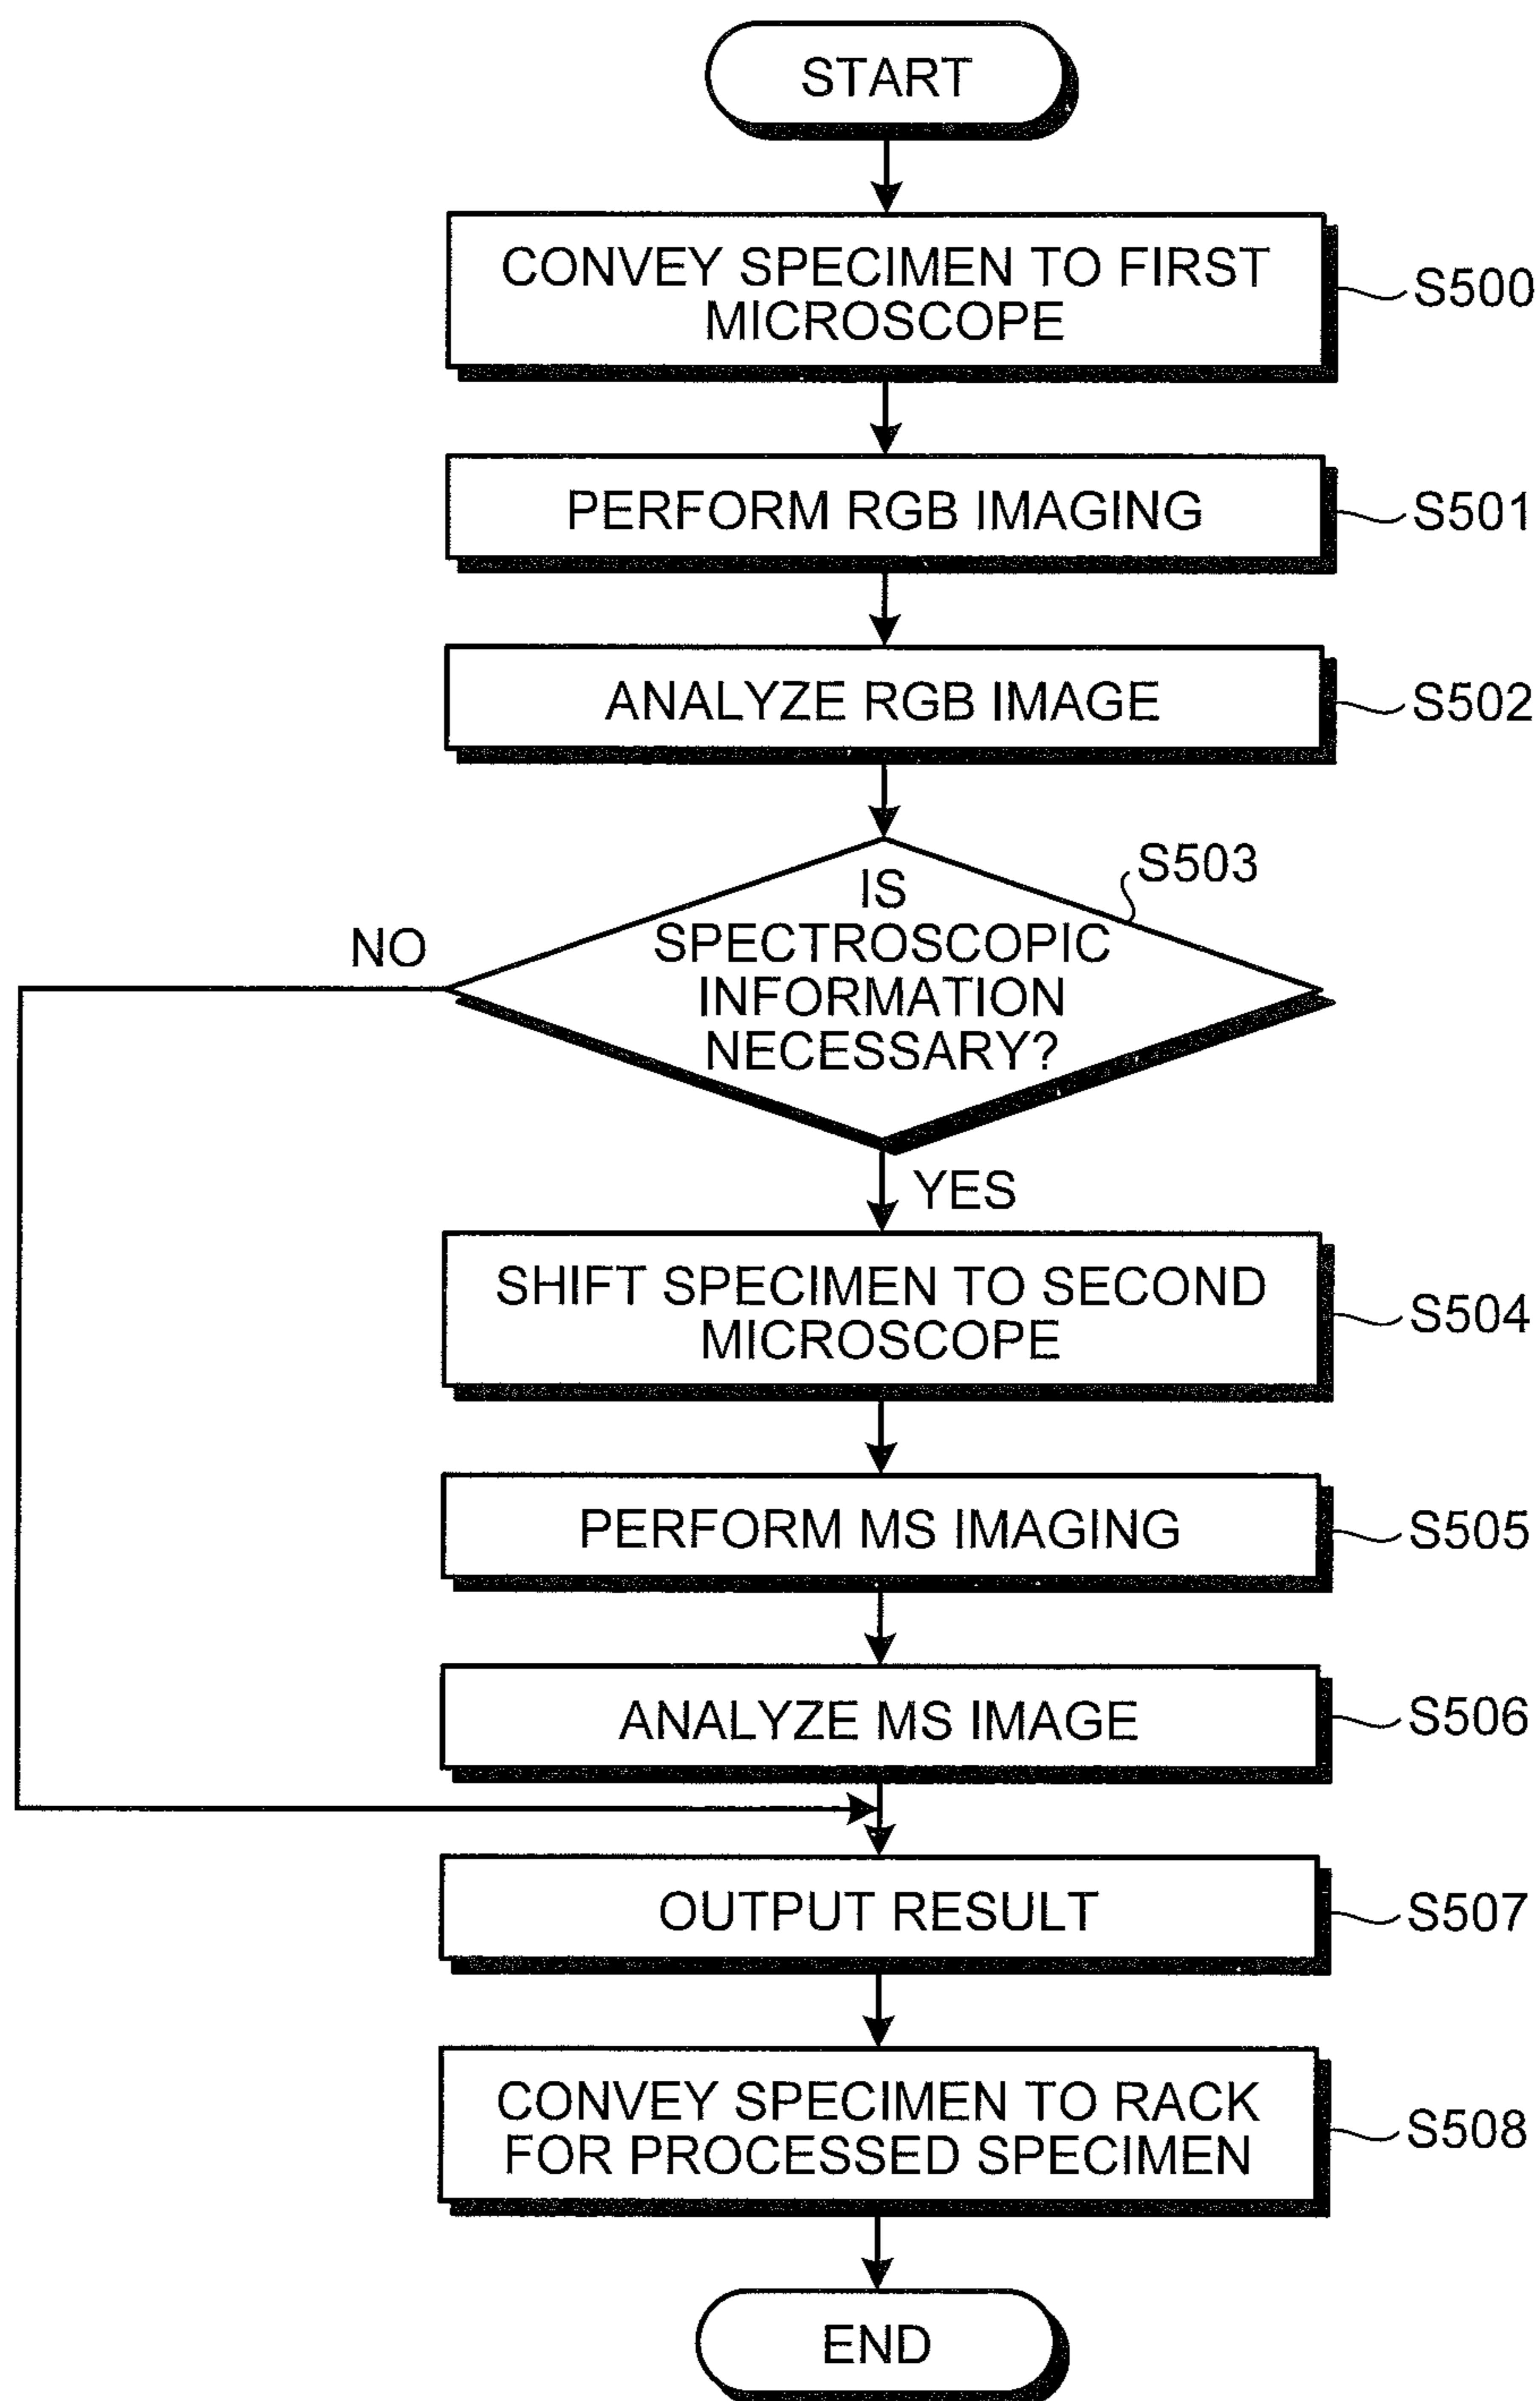 START
CONVEY SPECIMEN TO FIRST
MICROSCOPE
S500
PERFORM RGB IMAGING
S501
ANALYZE RGB IMAGE
S502
S503
IS
SPECTROSCOPIC
INFORMATION
NECESSARY?
NO
YES
SHIFT SPECIMEN TO SECOND
MICROSCOPE
S504
PERFORM MS IMAGING
S505
ANALYZE MS IMAGE
S506
OUTPUT RESULT
S507
CONVEY SPECIMEN TO RACK
FOR PROCESSED SPECIMEN
S508
END